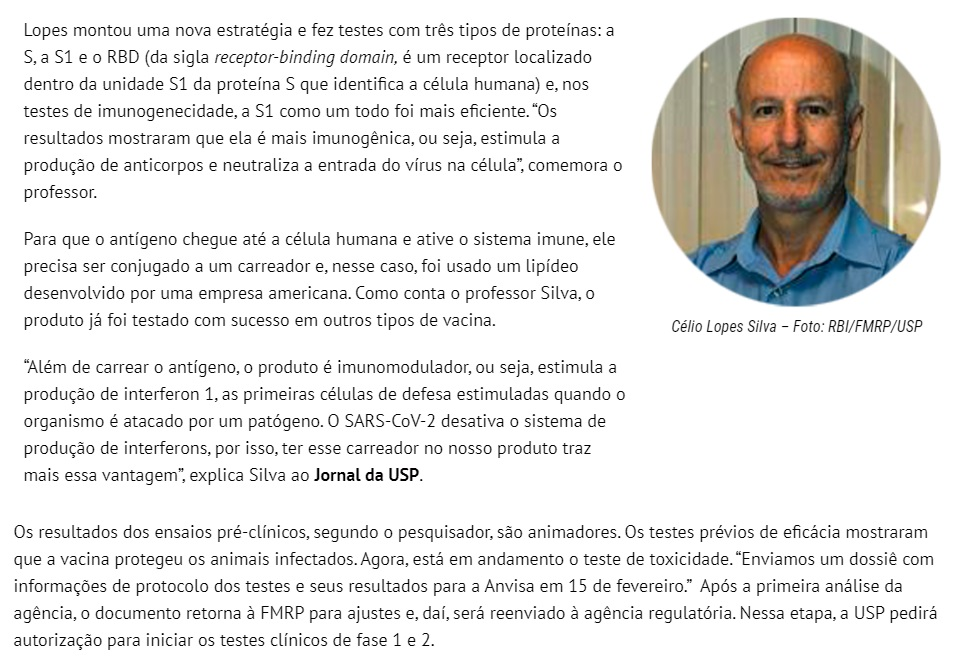 Lopes montou uma nova estratégia e fez testes com três tipos de proteínas: a
S, a S1 e o RBD (da sigla receptor-binding domain, é um receptor localizado
dentro da unidade S1 da proteína S que identifica a célula humana) e, nos
testes de imunogenecidade, a S1 como um todo foi mais eficiente. “Os
resultados mostraram que ela é mais imunogênica, ou seja, estimula a
produção de anticorpos e neutraliza a entrada do vírus na célula”, comemora o
professor.
Para que o antígeno chegue até a célula humana e ative o sistema imune, ele
precisa ser conjugado a um carreador e, nesse caso, foi usado um lipídeo
desenvolvido por uma empresa americana. Como conta o professor Silva, o
produto já foi testado com sucesso em outros tipos de vacina.
Célio Lopes Silva – Foto: RBI/FMRP/USP
“Além de carrear o antígeno, o produto é imunomodulador, ou seja, estimula a
produção de interferon 1, as primeiras células de defesa estimuladas quando o
organismo é atacado por um patógeno. O SARS-CoV-2 desativa o sistema de
produção de interferons, por isso, ter esse carreador no nosso produto traz
mais essa vantagem”, explica Silva ao Jornal da USP.
Os resultados dos ensaios pré-clínicos, segundo o pesquisador, são animadores. Os testes prévios de eficácia mostraram
que a vacina protegeu os animais infectados. Agora, está em andamento o teste de toxicidade. “Enviamos um dossiê com
informações de protocolo dos testes e seus resultados para a Anvisa em 15 de fevereiro.” Após a primeira análise da
agência, o documento retorna à FMRP para ajustes e, daí, será reenviado à agência regulatória. Nessa etapa, a USP pedirá
autorização para iniciar os testes clínicos de fase 1 e 2.